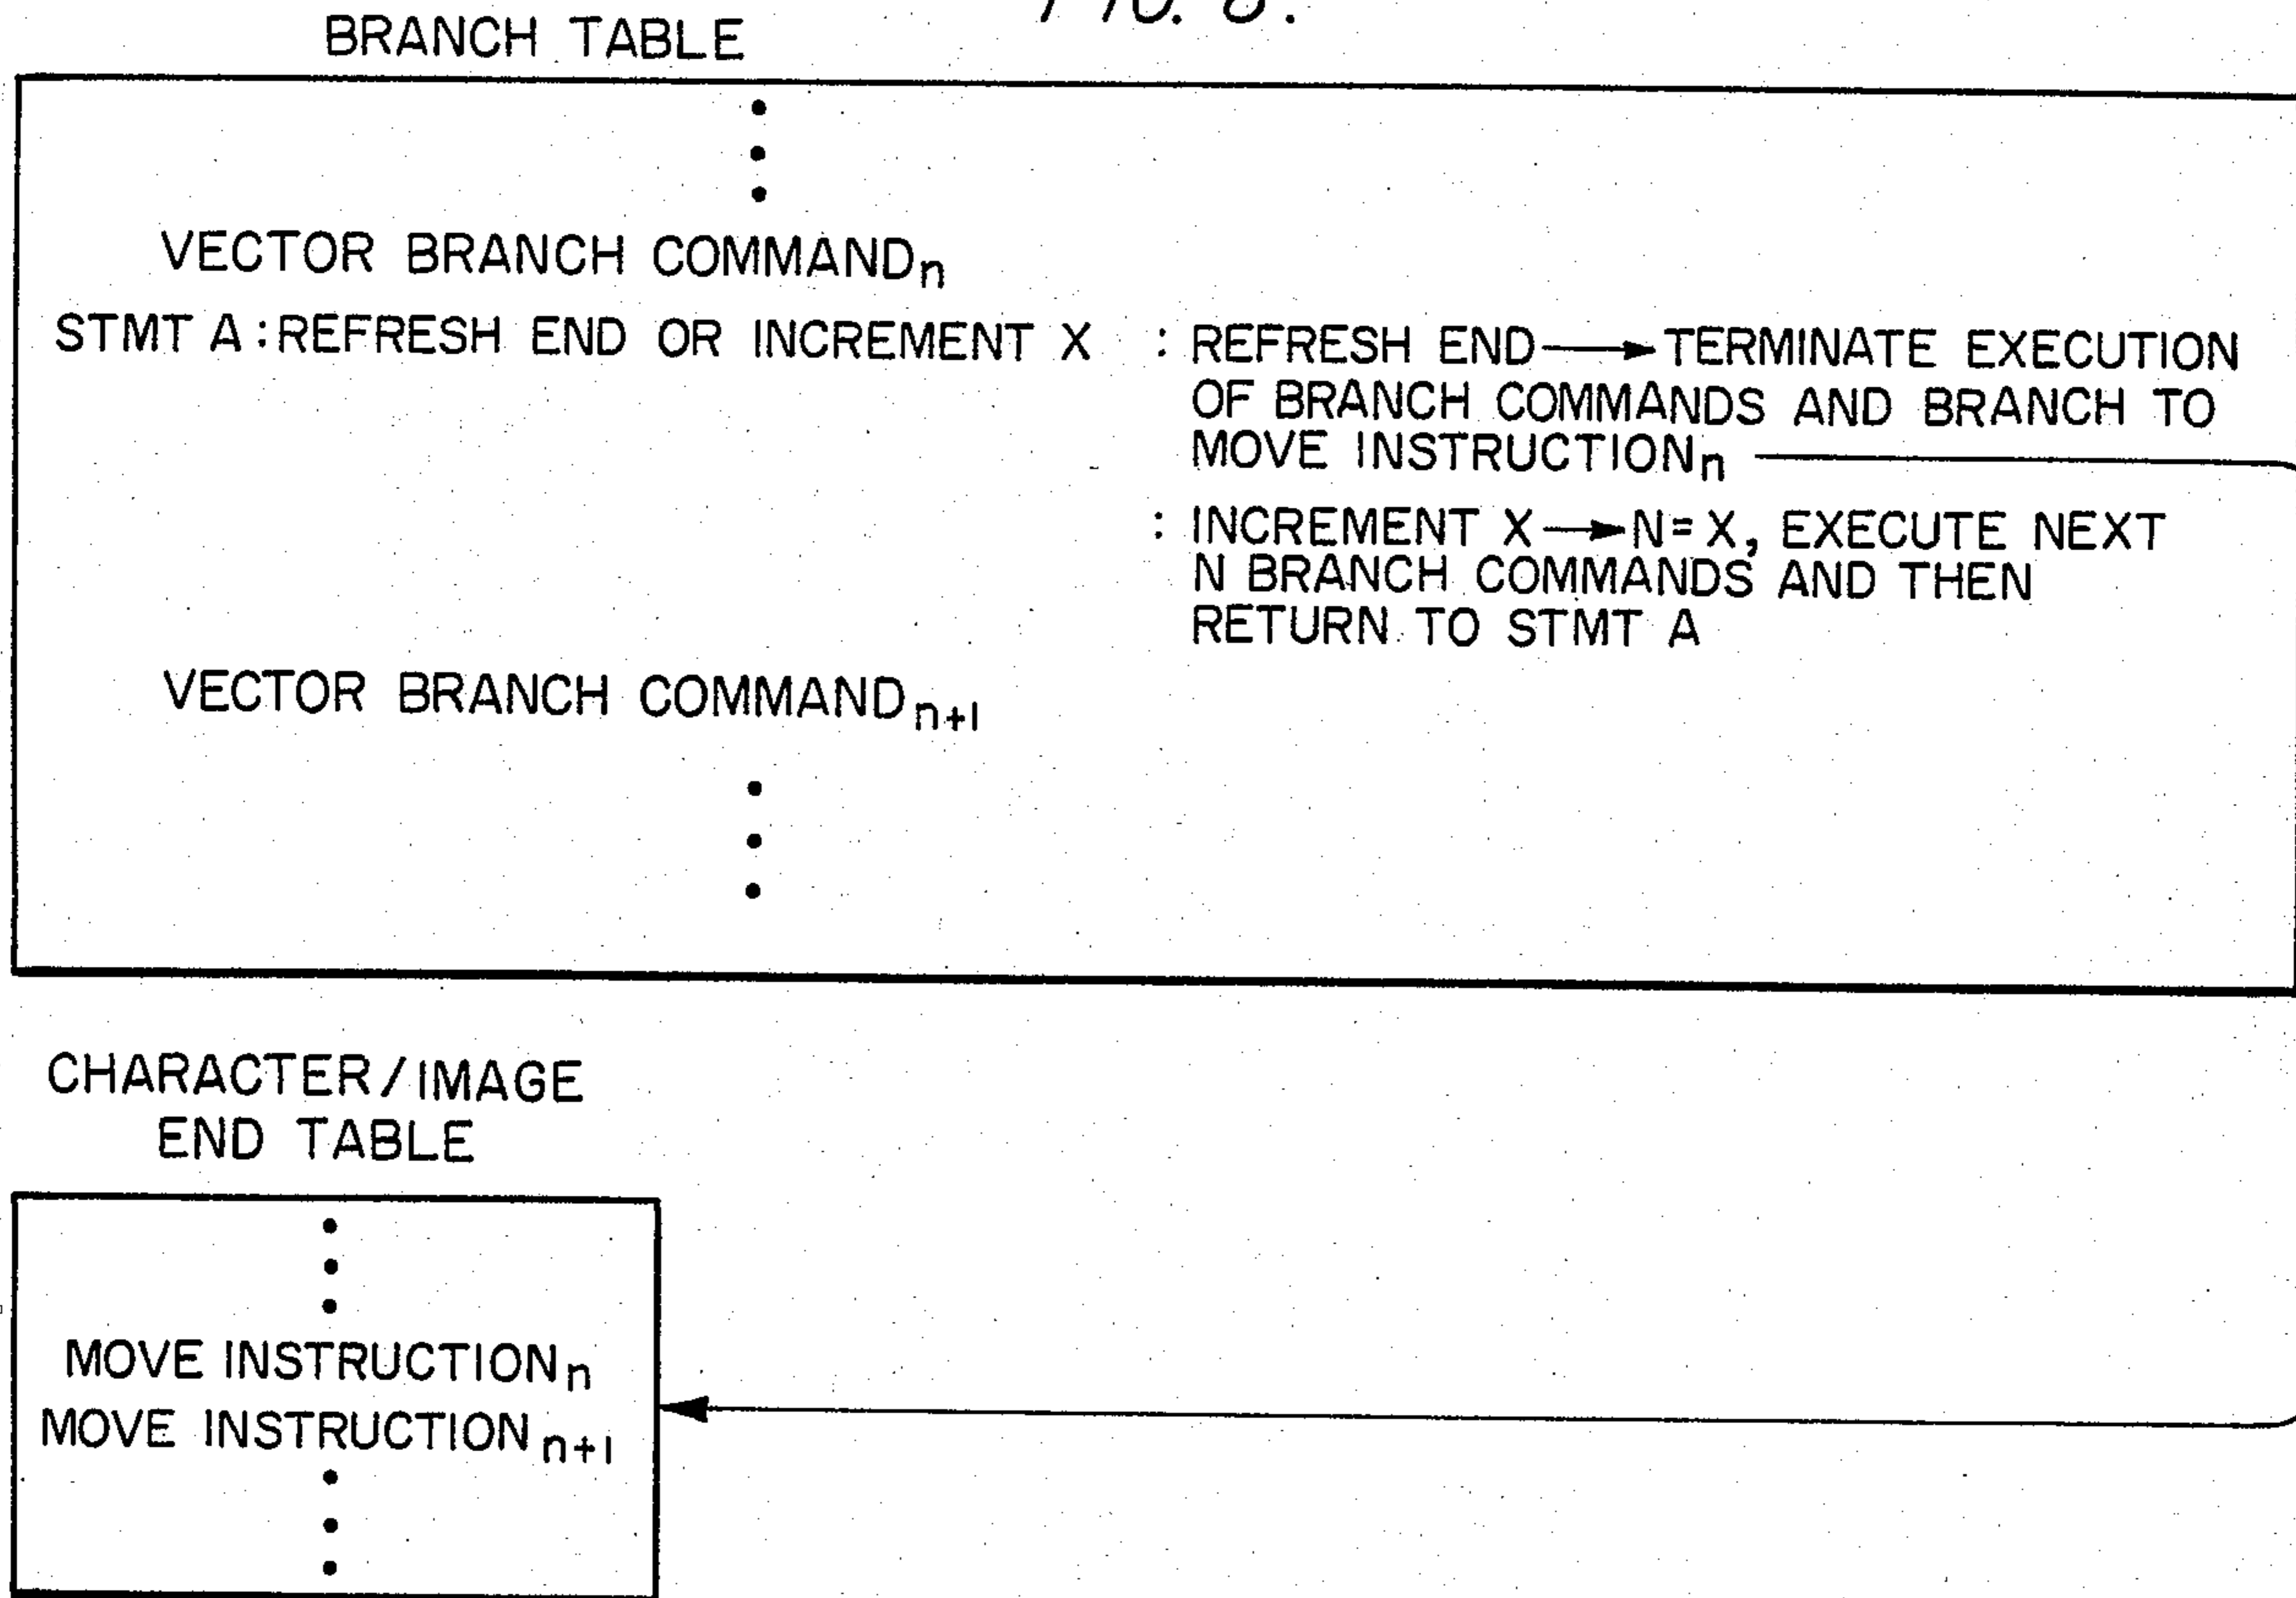 BRANCH TABLE
VECTOR BRANCH COMMANDn
STMT A : REFRESH END OR INCREMENT X : REFRESH END → TERMINATE EXECUTION
OF BRANCH COMMANDS AND BRANCH TO
MOVE INSTRUCTIONn
: INCREMENT X → N = X, EXECUTE NEXT
N BRANCH COMMANDS AND THEN
RETURN TO STMT A
VECTOR BRANCH COMMANDn+1
CHARACTER/IMAGE
END TABLE
MOVE INSTRUCTIONn
MOVE INSTRUCTIONn+1